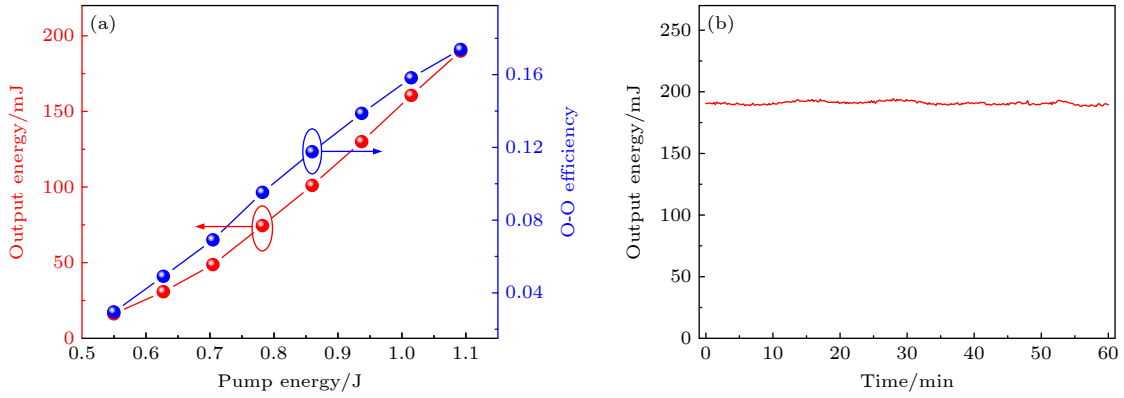 (a)
200
150
100
50
0
Output energy/mJ
0.5 0.6 0.7 0.8 0.9 1.0 1.1
Pump energy/J
0.16
0.12
0.08
0.04
O-O efficiency
(b)
250
200
150
100
50
0
Output energy/mJ
0 10 20 30 40 50 60
Time/min